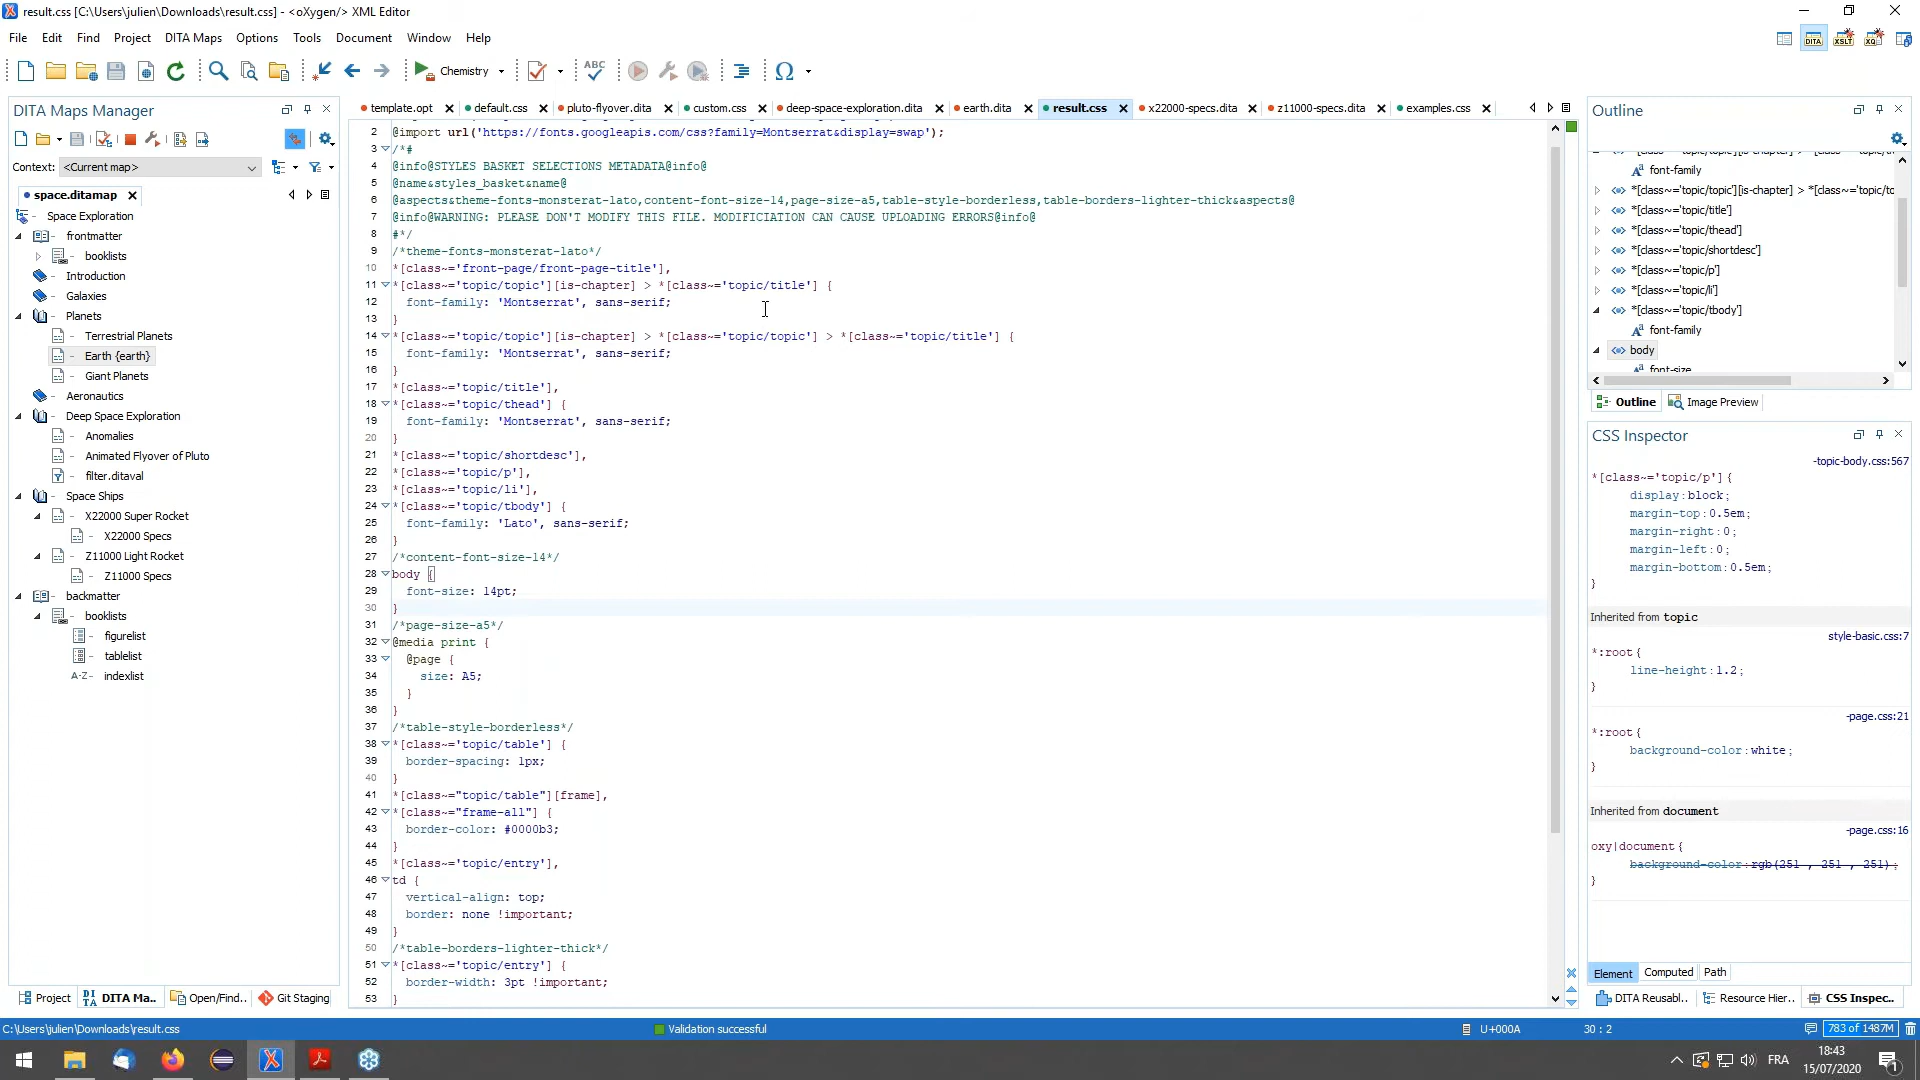 result.css [C:\Users\julien\Downloads\result.css] - <oXygen/> XML Editor
File Edit Find Project DITA Maps Options Tools Document Window Help
Chemistry
DITA Maps Manager
Context: <Current map>
space.ditamap
Space Exploration
frontmatter
booklists
Introduction
Galaxies
Planets
Terrestrial Planets
Earth {earth}
Giant Planets
Aeronautics
Deep Space Exploration
Anomalies
Animated Flyover of Pluto
filter.ditaval
Space Ships
X22000 Super Rocket
X22000 Specs
Z11000 Light Rocket
Z11000 Specs
backmatter
booklists
figurelist
tablelist
indexlist
Project DITA Ma.. Open/Find.. Git Staging
template.opt default.css pluto-flyover.dita custom.css deep-space-exploration.dita earth.dita result.css x22000-specs.dita z11000-specs.dita examples.css
2 @import url('https://fonts.googleapis.com/css?family=Montserrat&display=swap');
3 /*#
4 @info@STYLES BASKET SELECTIONS METADATA@info@
5 @name&styles_basket&name@
6 @aspects&theme-fonts-monsterat-lato,content-font-size-14,page-size-a5,table-style-borderless,table-borders-lighter-thick&aspects@
7 @info@WARNING: PLEASE DON'T MODIFY THIS FILE. MODIFICIATION CAN CAUSE UPLOADING ERRORS@info@
8 #*/
9 /*theme-fonts-monsterat-lato*/
10 *[class~='front-page/front-page-title'],
11 *[class~='topic/topic'][is-chapter] > *[class~='topic/title'] {
12 font-family: 'Montserrat', sans-serif;
13 }
14 *[class~='topic/topic'][is-chapter] > *[class~='topic/topic'] > *[class~='topic/title'] {
15 font-family: 'Montserrat', sans-serif;
16 }
17 *[class~='topic/title'],
18 *[class~='topic/thead'] {
19 font-family: 'Montserrat', sans-serif;
20 }
21 *[class~='topic/shortdesc'],
22 *[class~='topic/p'],
23 *[class~='topic/li'],
24 *[class~='topic/tbody'] {
25 font-family: 'Lato', sans-serif;
26 }
27 /*content-font-size-14*/
28 body {
29 font-size: 14pt;
30 }
31 /*page-size-a5*/
32 @media print {
33 @page {
34 size: A5;
35 }
36 }
37 /*table-style-borderless*/
38 *[class~='topic/table'] {
39 border-spacing: 1px;
40 }
41 *[class~="topic/table"][frame],
42 *[class~="frame-all"] {
43 border-color: #0000b3;
44 }
45 *[class~='topic/entry'],
46 td {
47 vertical-align: top;
48 border: none !important;
49 }
50 /*table-borders-lighter-thick*/
51 *[class~='topic/entry'] {
52 border-width: 3pt !important;
53 }
Outline
font-family
*[class~='topic/topic'][is-chapter] > *[class~='topic/to
*[class~='topic/title']
*[class~='topic/thead']
*[class~='topic/shortdesc']
*[class~='topic/p']
*[class~='topic/li']
*[class~='topic/tbody']
font-family
body
font-size
Outline Image Preview
CSS Inspector
-topic-body.css:567
*[class~='topic/p'] {
display: block;
margin-top: 0.5em;
margin-right: 0;
margin-left: 0;
margin-bottom: 0.5em;
}
Inherited from topic
style-basic.css:7
*:root {
line-height: 1.2;
}
-page.css:21
*:root {
background-color: white;
}
Inherited from document
-page.css:16
oxy|document {
background-color: rgb(251 , 251 , 251) ;
}
Element Computed Path
DITA Reusabl.. Resource Hier.. CSS Inspec..
C:\Users\julien\Downloads\result.css Validation successful U+000A 30 : 2 783 of 1487M
FRA 18:43
15/07/2020
1